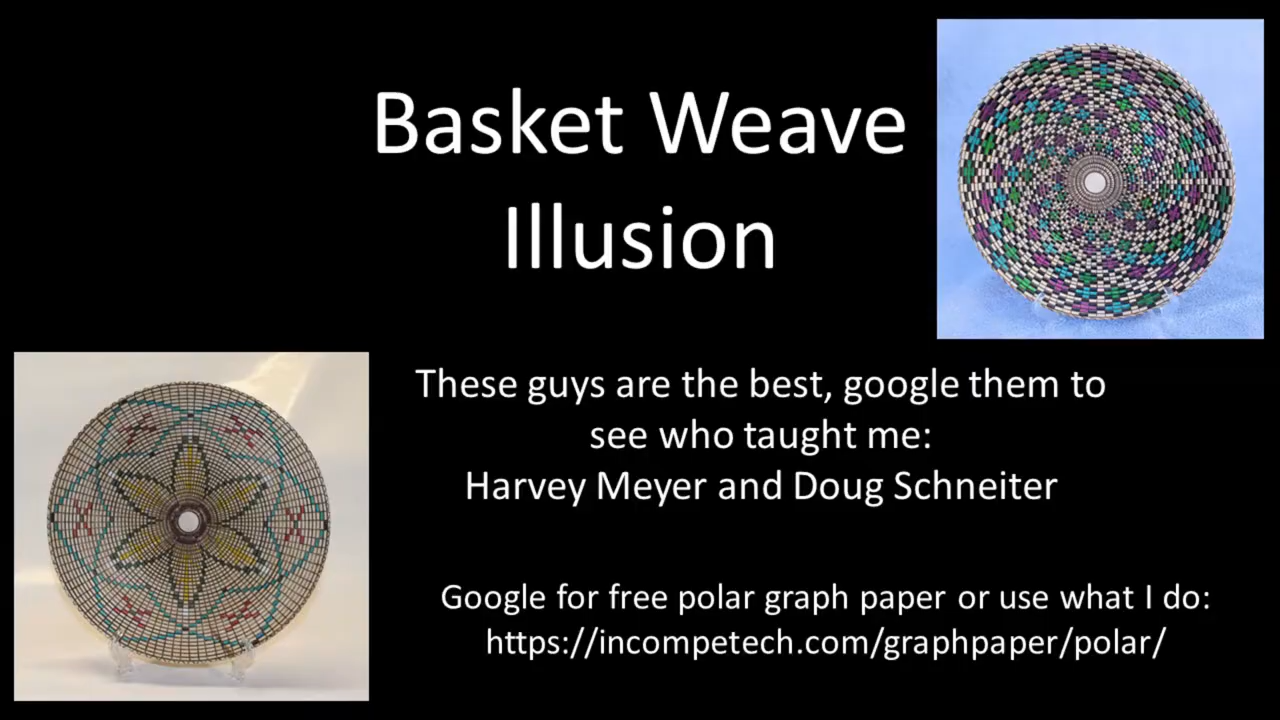 Basket Weave
Illusion
These guys are the best, google them to
see who taught me:
Harvey Meyer and Doug Schneiter
Google for free polar graph paper or use what I do:
https://incompetech.com/graphpaper/polar/